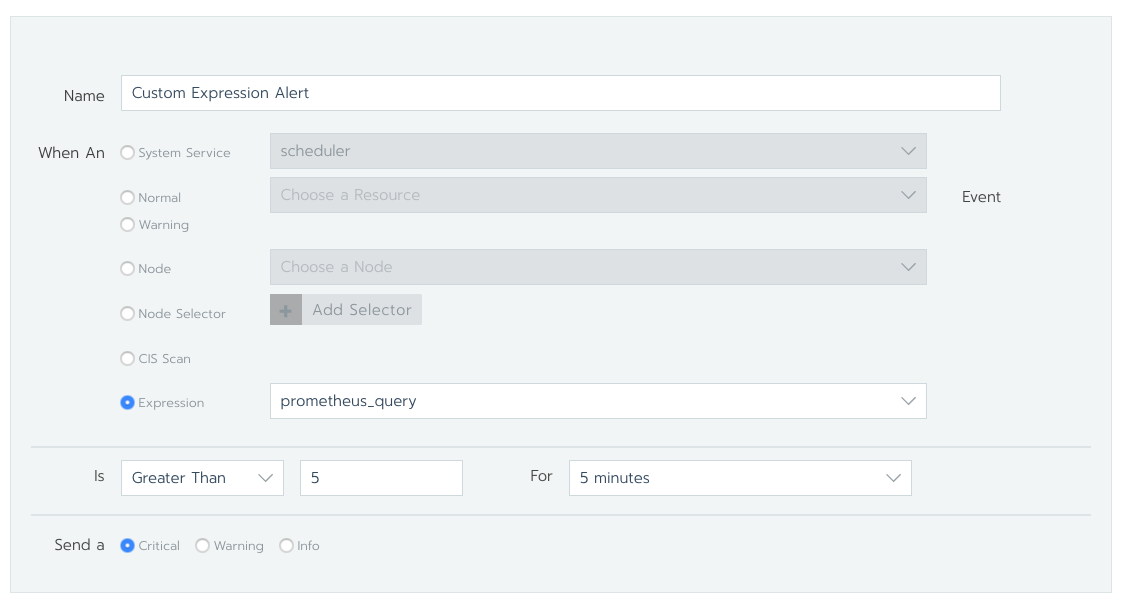 Name Custom Expression Alert
When An System Service scheduler
Normal Choose a Resource Event
Warning
Node Choose a Node
Node Selector + Add Selector
CIS Scan
Expression prometheus_query
Is Greater Than 5 For 5 minutes
Send a Critical Warning Info